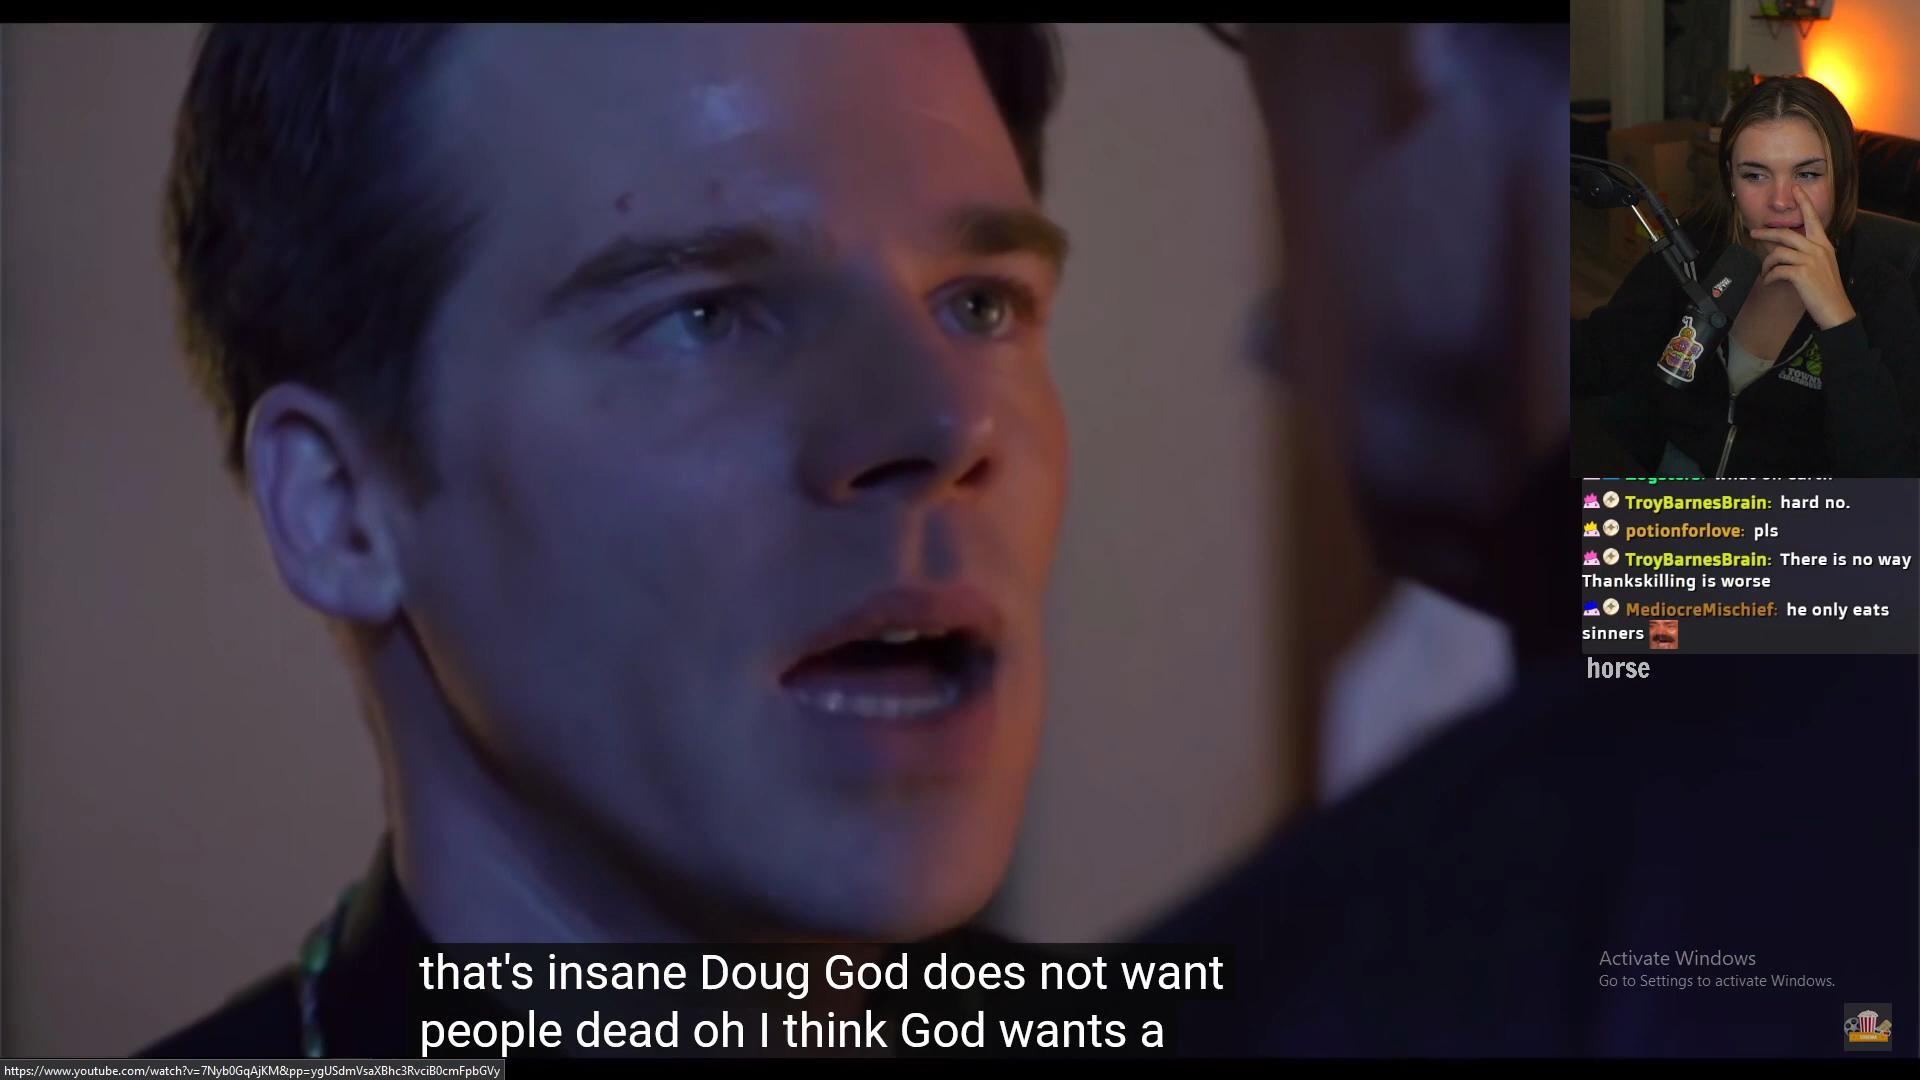 TroyBarnesBrain: hard no.
potionforlove: pls
TroyBarnesBrain: There is no way
Thankskilling is worse
MediocreMischief: he only eats
sinners
horse
that's insane Doug God does not want
people dead oh I think God wants a
Activate Windows
Go to Settings to activate Windows.
https://www.youtube.com/watch?v=7Nyb0GqAjKM&pp=ygUSdmVsaXBhc3RvciB0cmFpbGVy